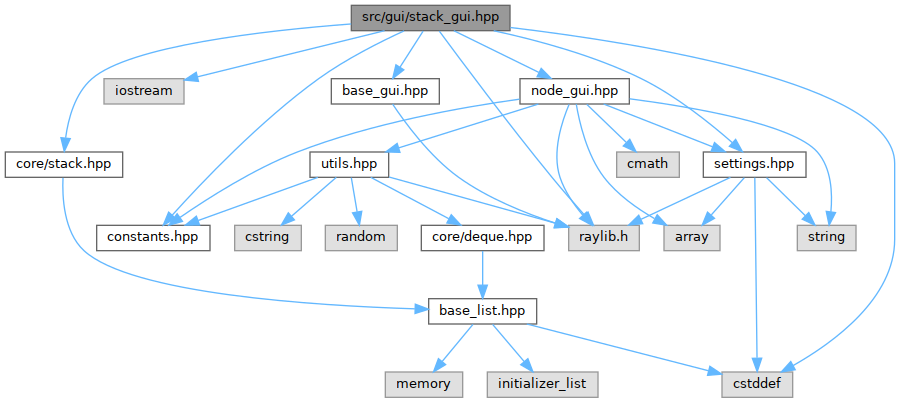 src/gui/stack_gui.hpp
iostream
base_gui.hpp
node_gui.hpp
core/stack.hpp
utils.hpp
cmath
settings.hpp
constants.hpp
cstring
random
core/deque.hpp
raylib.h
array
string
base_list.hpp
memory
initializer_list
cstddef